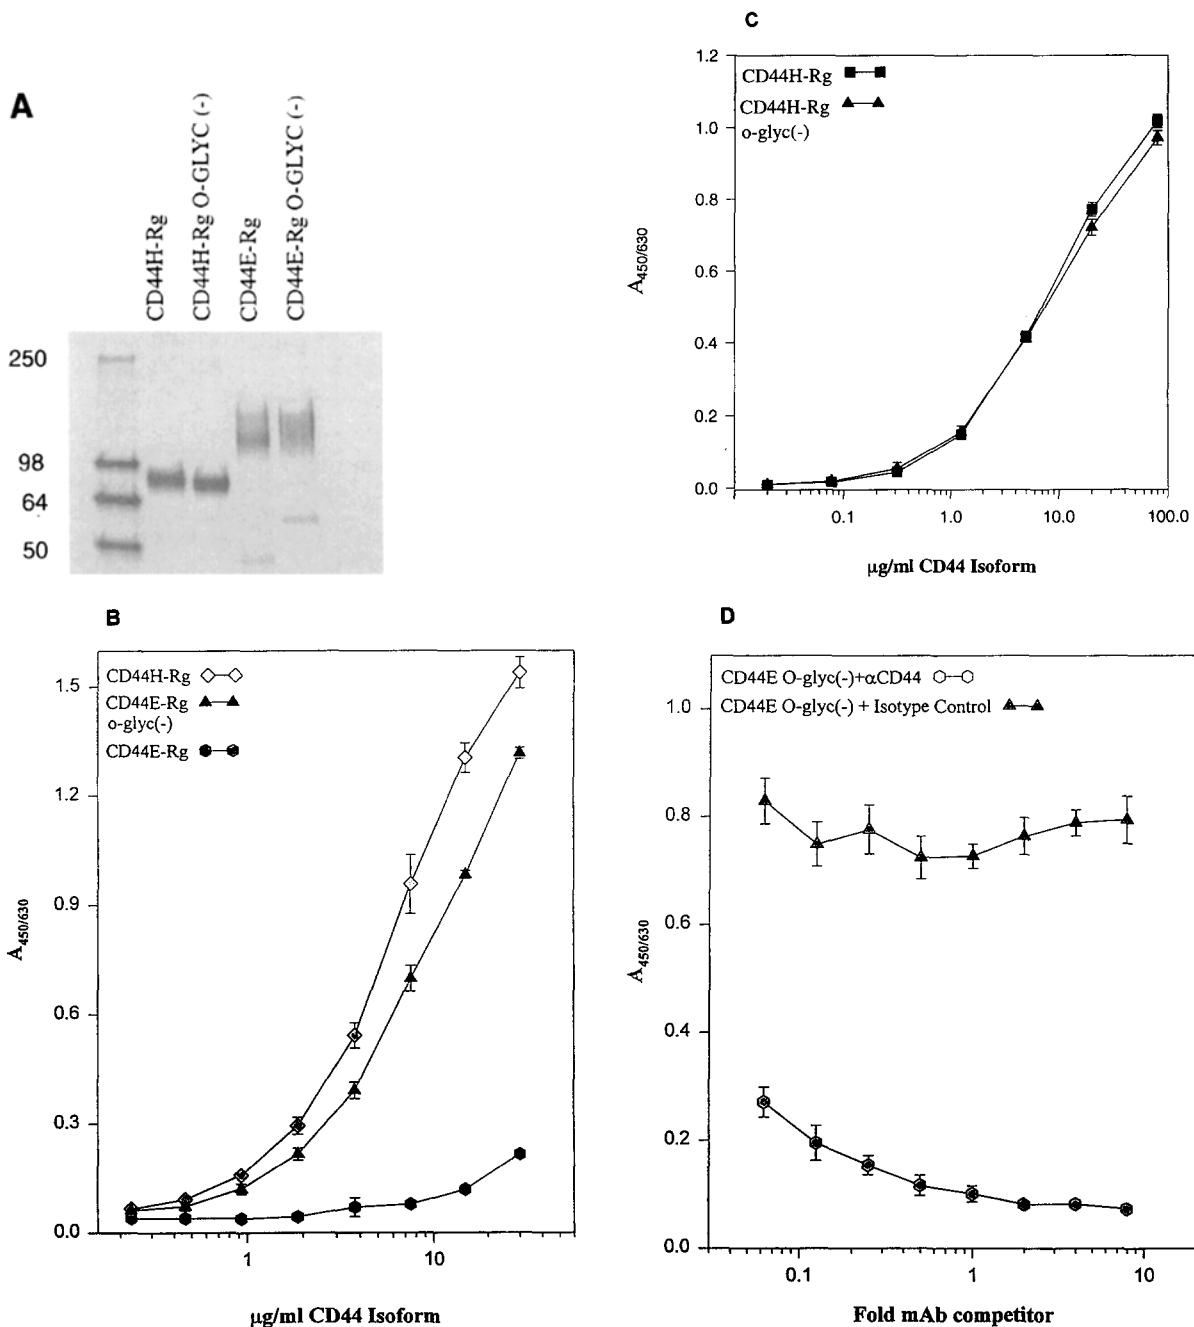 A
CD44H-Rg
CD44H-Rg O-GLYC (-)
CD44E-Rg
CD44E-Rg O-GLYC (-)
250
98
64
50
B
CD44H-Rg
CD44E-Rg
o-glyc(-)
CD44E-Rg
1.5
1.2
0.9
0.6
0.3
0.0
A450/630
1
10
µg/ml CD44 Isoform
C
CD44H-Rg
CD44H-Rg
o-glyc(-)
1.2
1.0
0.8
0.6
0.4
0.2
0.0
A450/630
0.1
1.0
10.0
100.0
µg/ml CD44 Isoform
D
CD44E O-glyc(-)+αCD44
CD44E O-glyc(-) + Isotype Control
1.0
0.8
0.6
0.4
0.2
0.0
A450/630
0.1
1
10
Fold mAb competitor